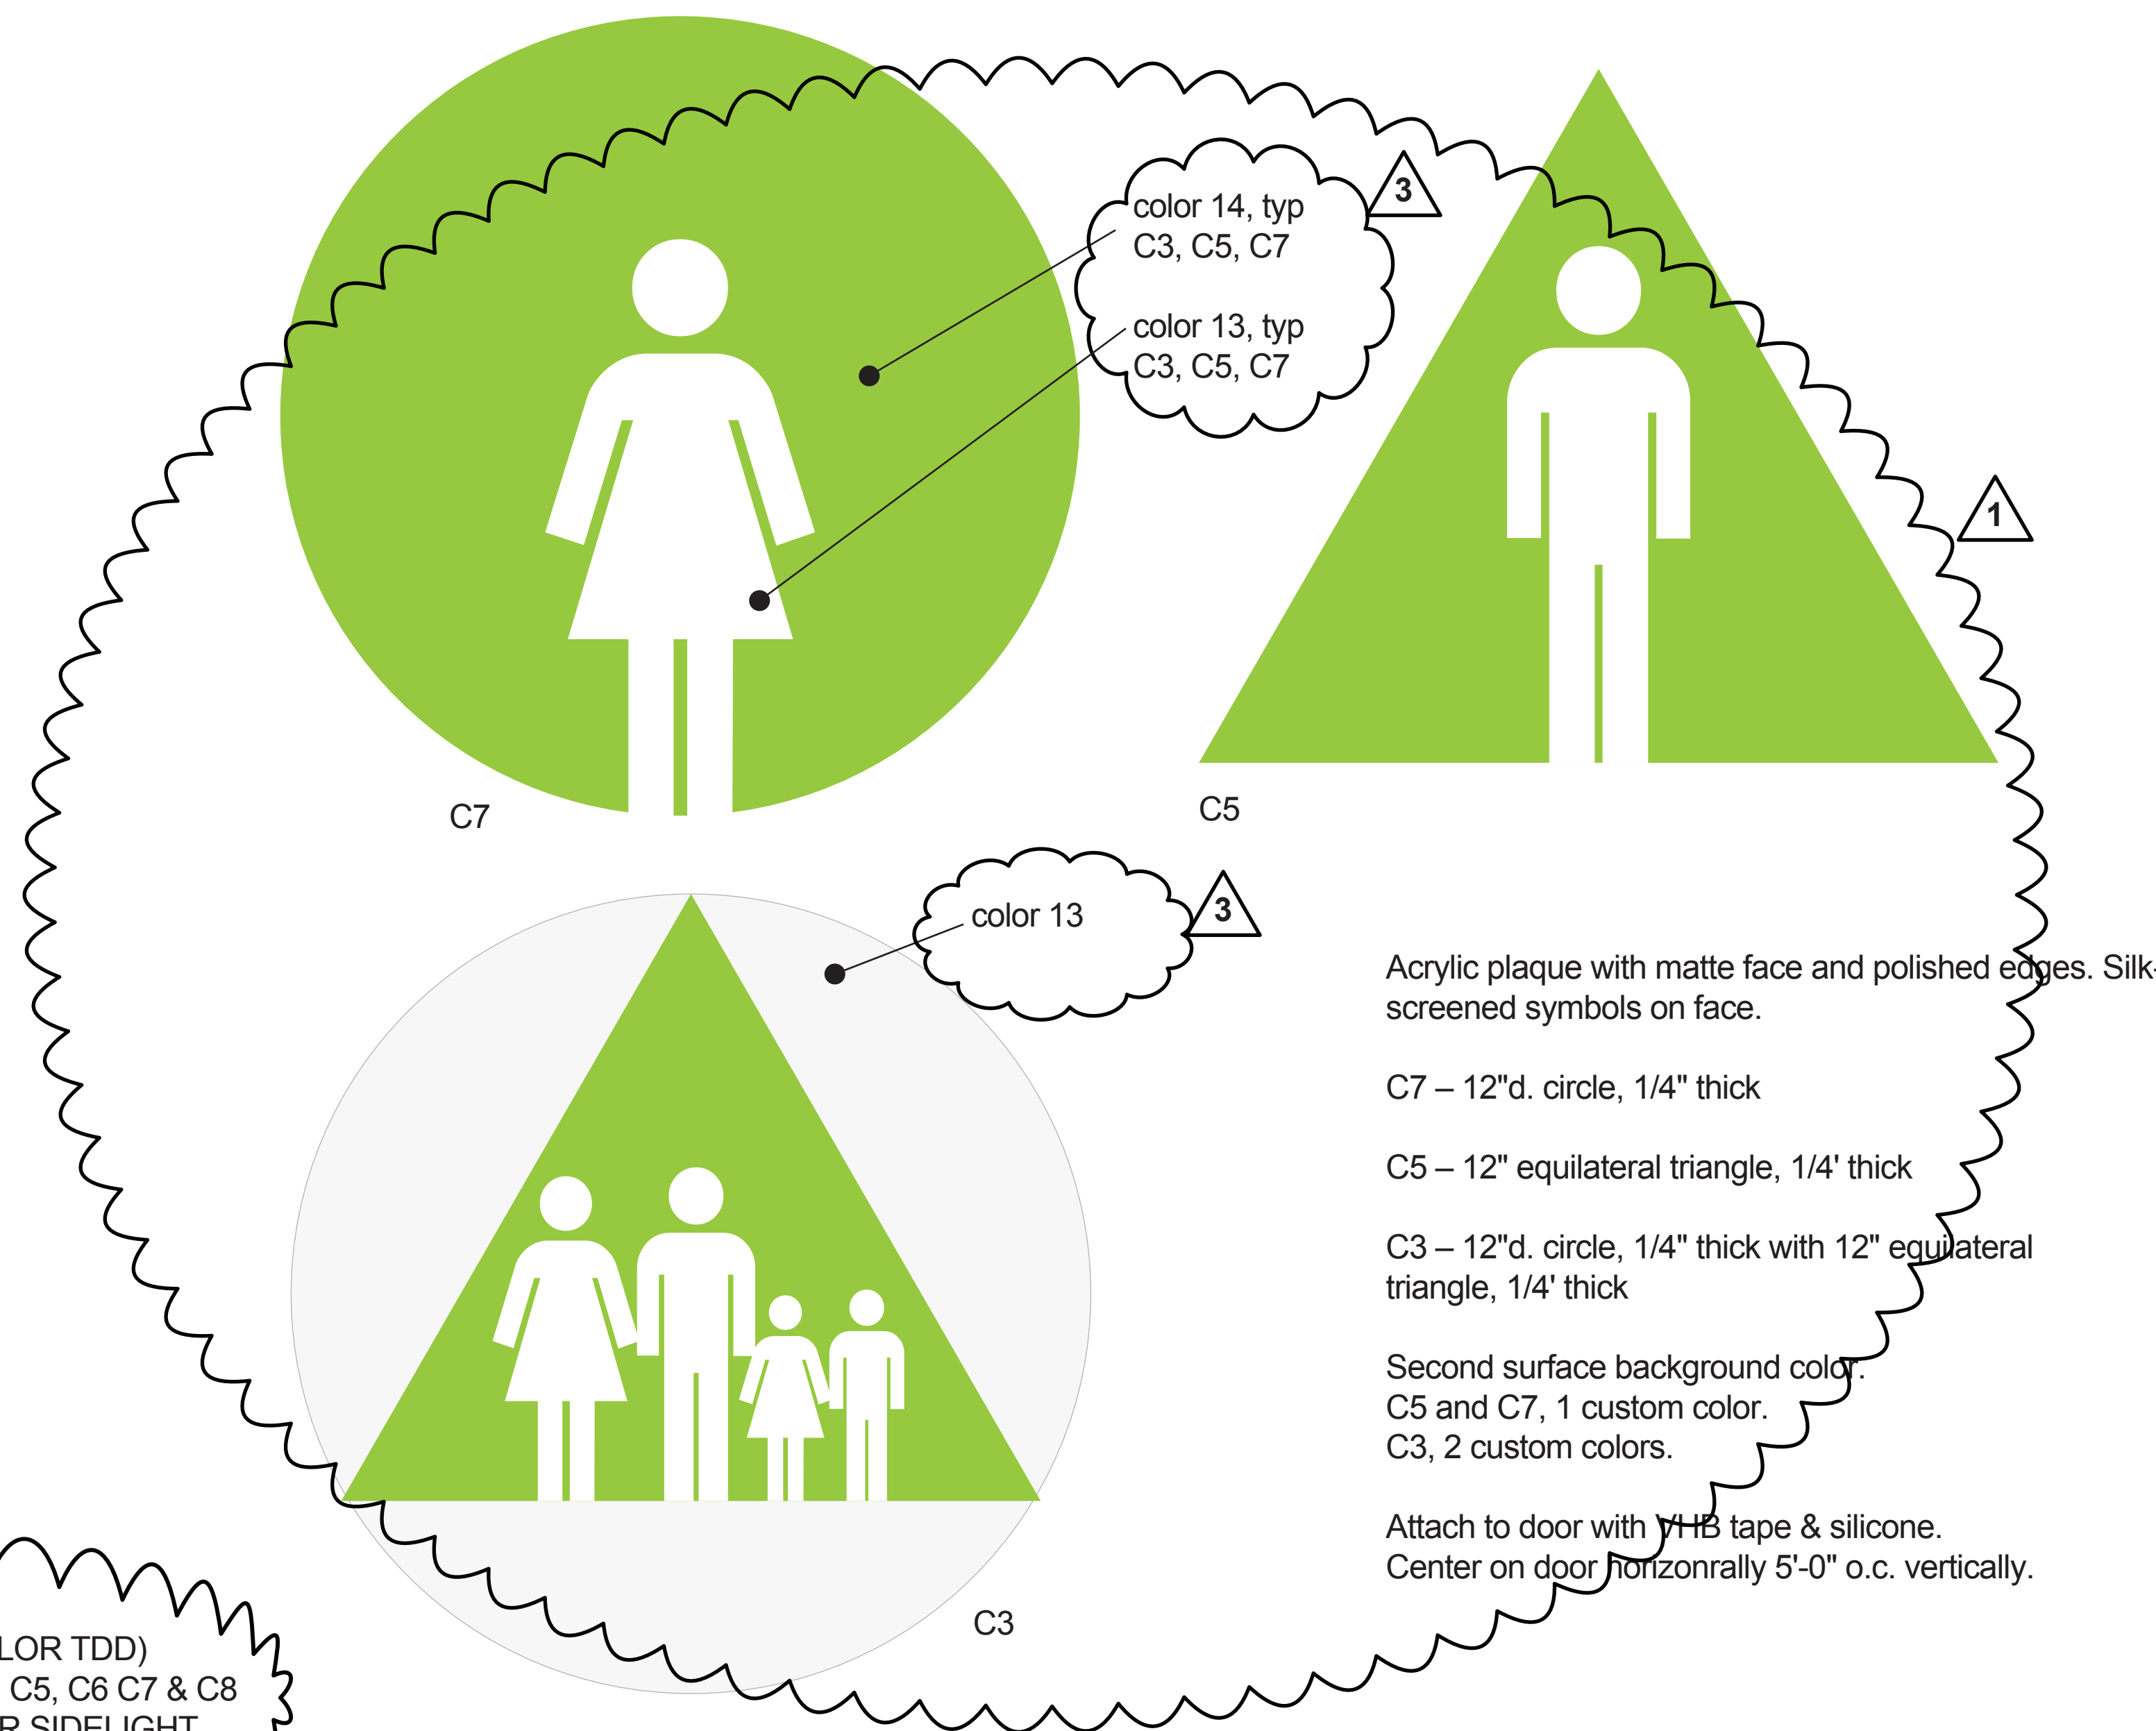 color 14, typ
C3, C5, C7
3
color 13, typ
C3, C5, C7
1
C7
C5
color 13
3
Acrylic plaque with matte face and polished edges. Silk-
screened symbols on face.
C7 – 12"d. circle, 1/4" thick
C5 – 12" equilateral triangle, 1/4' thick
C3 – 12"d. circle, 1/4" thick with 12" equilateral
triangle, 1/4' thick
Second surface background color.
C5 and C7, 1 custom color.
C3, 2 custom colors.
Attach to door with VHB tape & silicone.
Center on door horizonrally 5'-0" o.c. vertically.
C3
LOR TDD)
C5, C6 C7 & C8
R SIDELIGHT